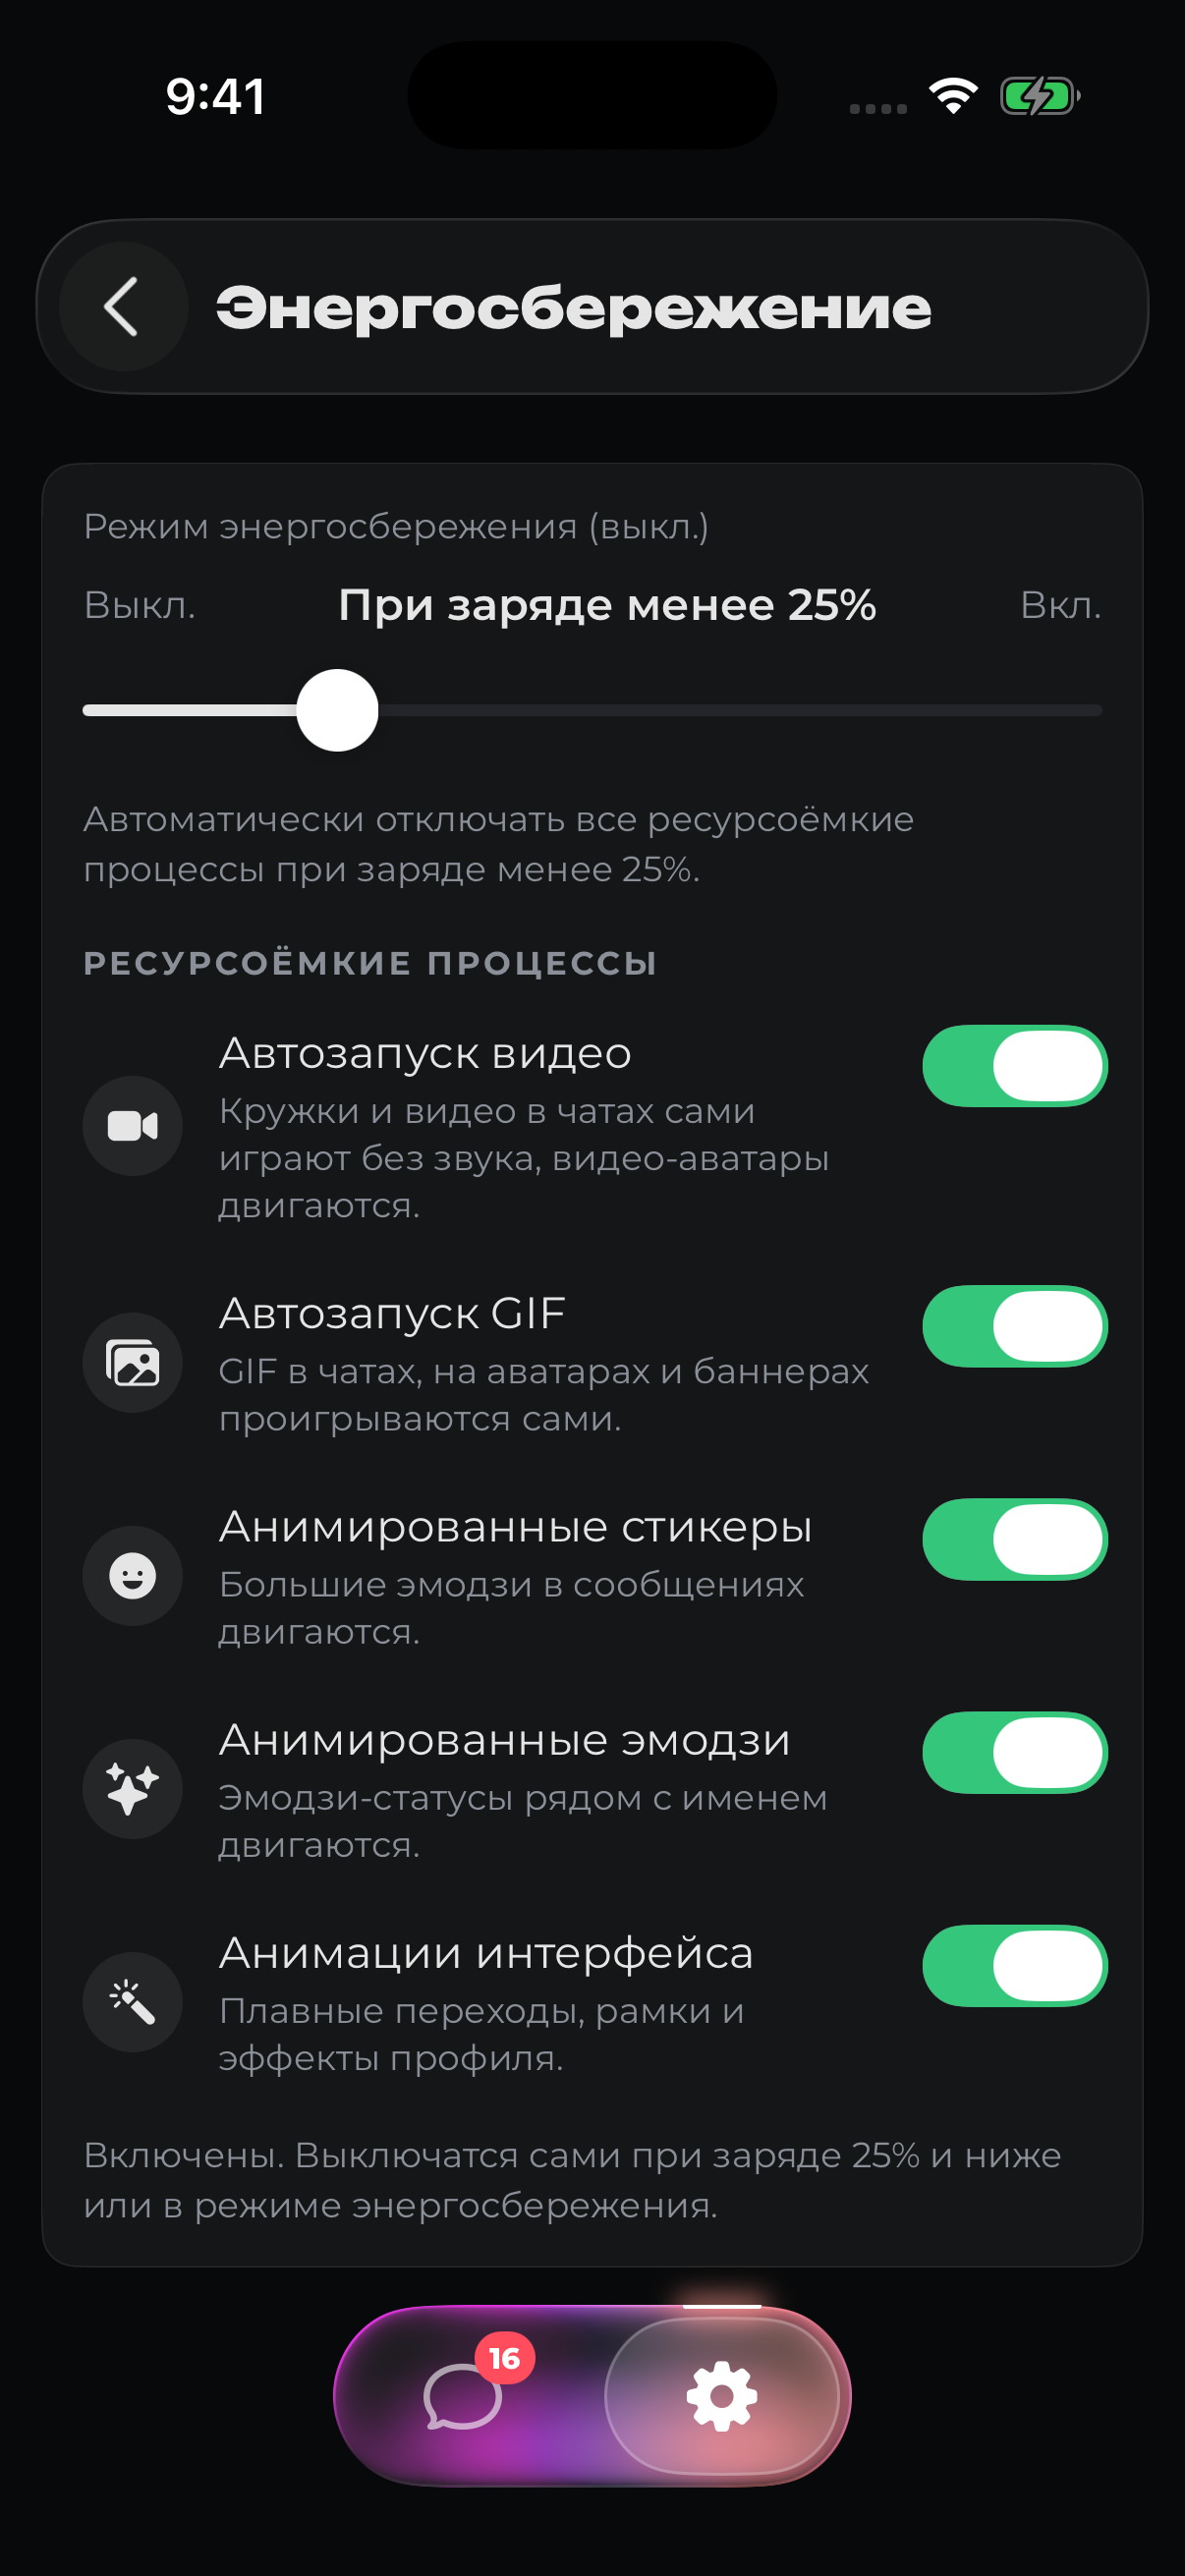 9:41
Энергосбережение
Режим энергосбережения (выкл.)
Выкл. При заряде менее 25% Вкл.
Автоматически отключать все ресурсоёмкие
процессы при заряде менее 25%.
РЕСУРСОЁМКИЕ ПРОЦЕССЫ
Автозапуск видео
Кружки и видео в чатах сами
играют без звука, видео-аватары
двигаются.
Автозапуск GIF
GIF в чатах, на аватарах и баннерах
проигрываются сами.
Анимированные стикеры
Большие эмодзи в сообщениях
двигаются.
Анимированные эмодзи
Эмодзи-статусы рядом с именем
двигаются.
Анимации интерфейса
Плавные переходы, рамки и
эффекты профиля.
Включены. Выключатся сами при заряде 25% и ниже
или в режиме энергосбережения.
16